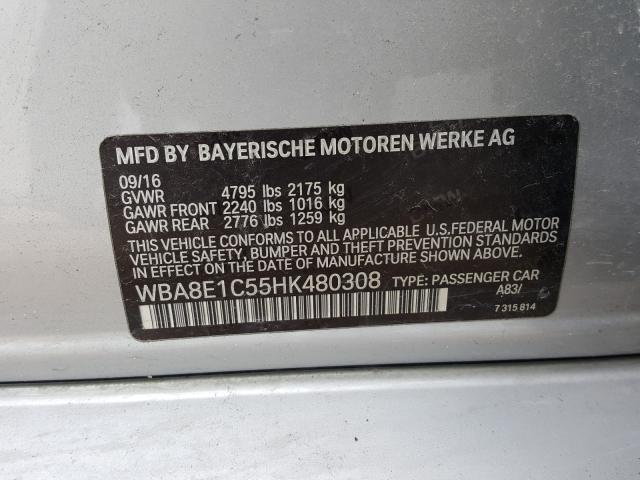 MFD BY BAYERISCHE MOTOREN WERKE AG
09/16
GVWR 4795 lbs 2175 kg
GAWR FRONT 2240 lbs 1016 kg
GAWR REAR 2776 lbs 1259 kg
THIS VEHICLE CONFORMS TO ALL APPLICABLE U.S.FEDERAL MOTOR
VEHICLE SAFETY, BUMPER AND THEFT PREVENTION STANDARDS
IN EFFECT ON THE DATE OF MANUFACTURE SHOWN ABOVE.
WBA8E1C55HK480308 TYPE: PASSENGER CAR
A83/
7 315 814